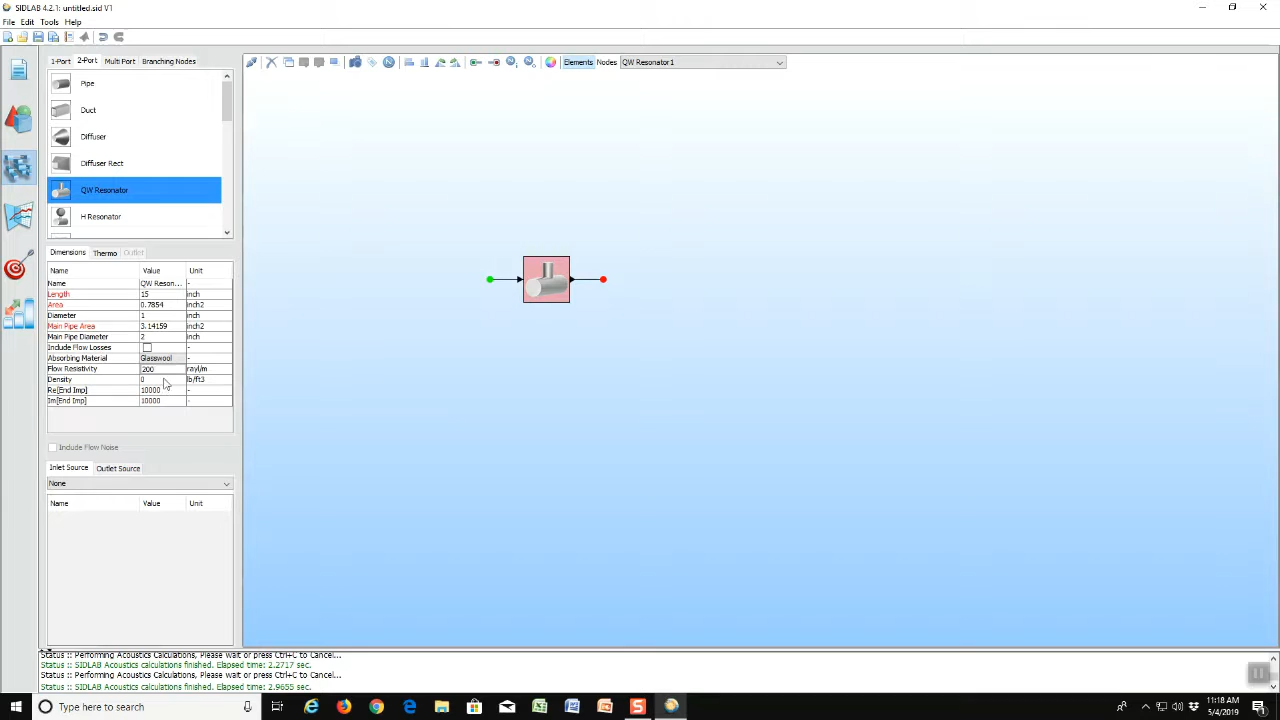 SIDLAB 4.2.1: untitled.sid V1
File Edit Tools Help
1-Port 2-Port Multi Port Branching Nodes
Elements Nodes QW Resonator1
Pipe
Duct
Diffuser
Diffuser Rect
QW Resonator
H Resonator
Dimensions Thermo Outlet
Name Value Unit
Name QW Reson... -
Length 15 inch
Area 0.7854 inch2
Diameter 1 inch
Main Pipe Area 3.14159 inch2
Main Pipe Diameter 2 inch
Include Flow Losses -
Absorbing Material Glasswool -
Flow Resistivity 200 rayl/m
Density 0 lb/ft3
Re[End Imp] 10000 -
Im[End Imp] 10000 -
Include Flow Noise
Inlet Source Outlet Source
None
Name Value Unit
Status :: Performing Acoustics Calculations, Please wait or press Ctrl+C to Cancel...
Status :: SIDLAB Acoustics calculations finished. Elapsed time: 2.2717 sec.
Status :: Performing Acoustics Calculations, Please wait or press Ctrl+C to Cancel...
Status :: SIDLAB Acoustics calculations finished. Elapsed time: 2.9655 sec.
Type here to search
11:18 AM
5/4/2019